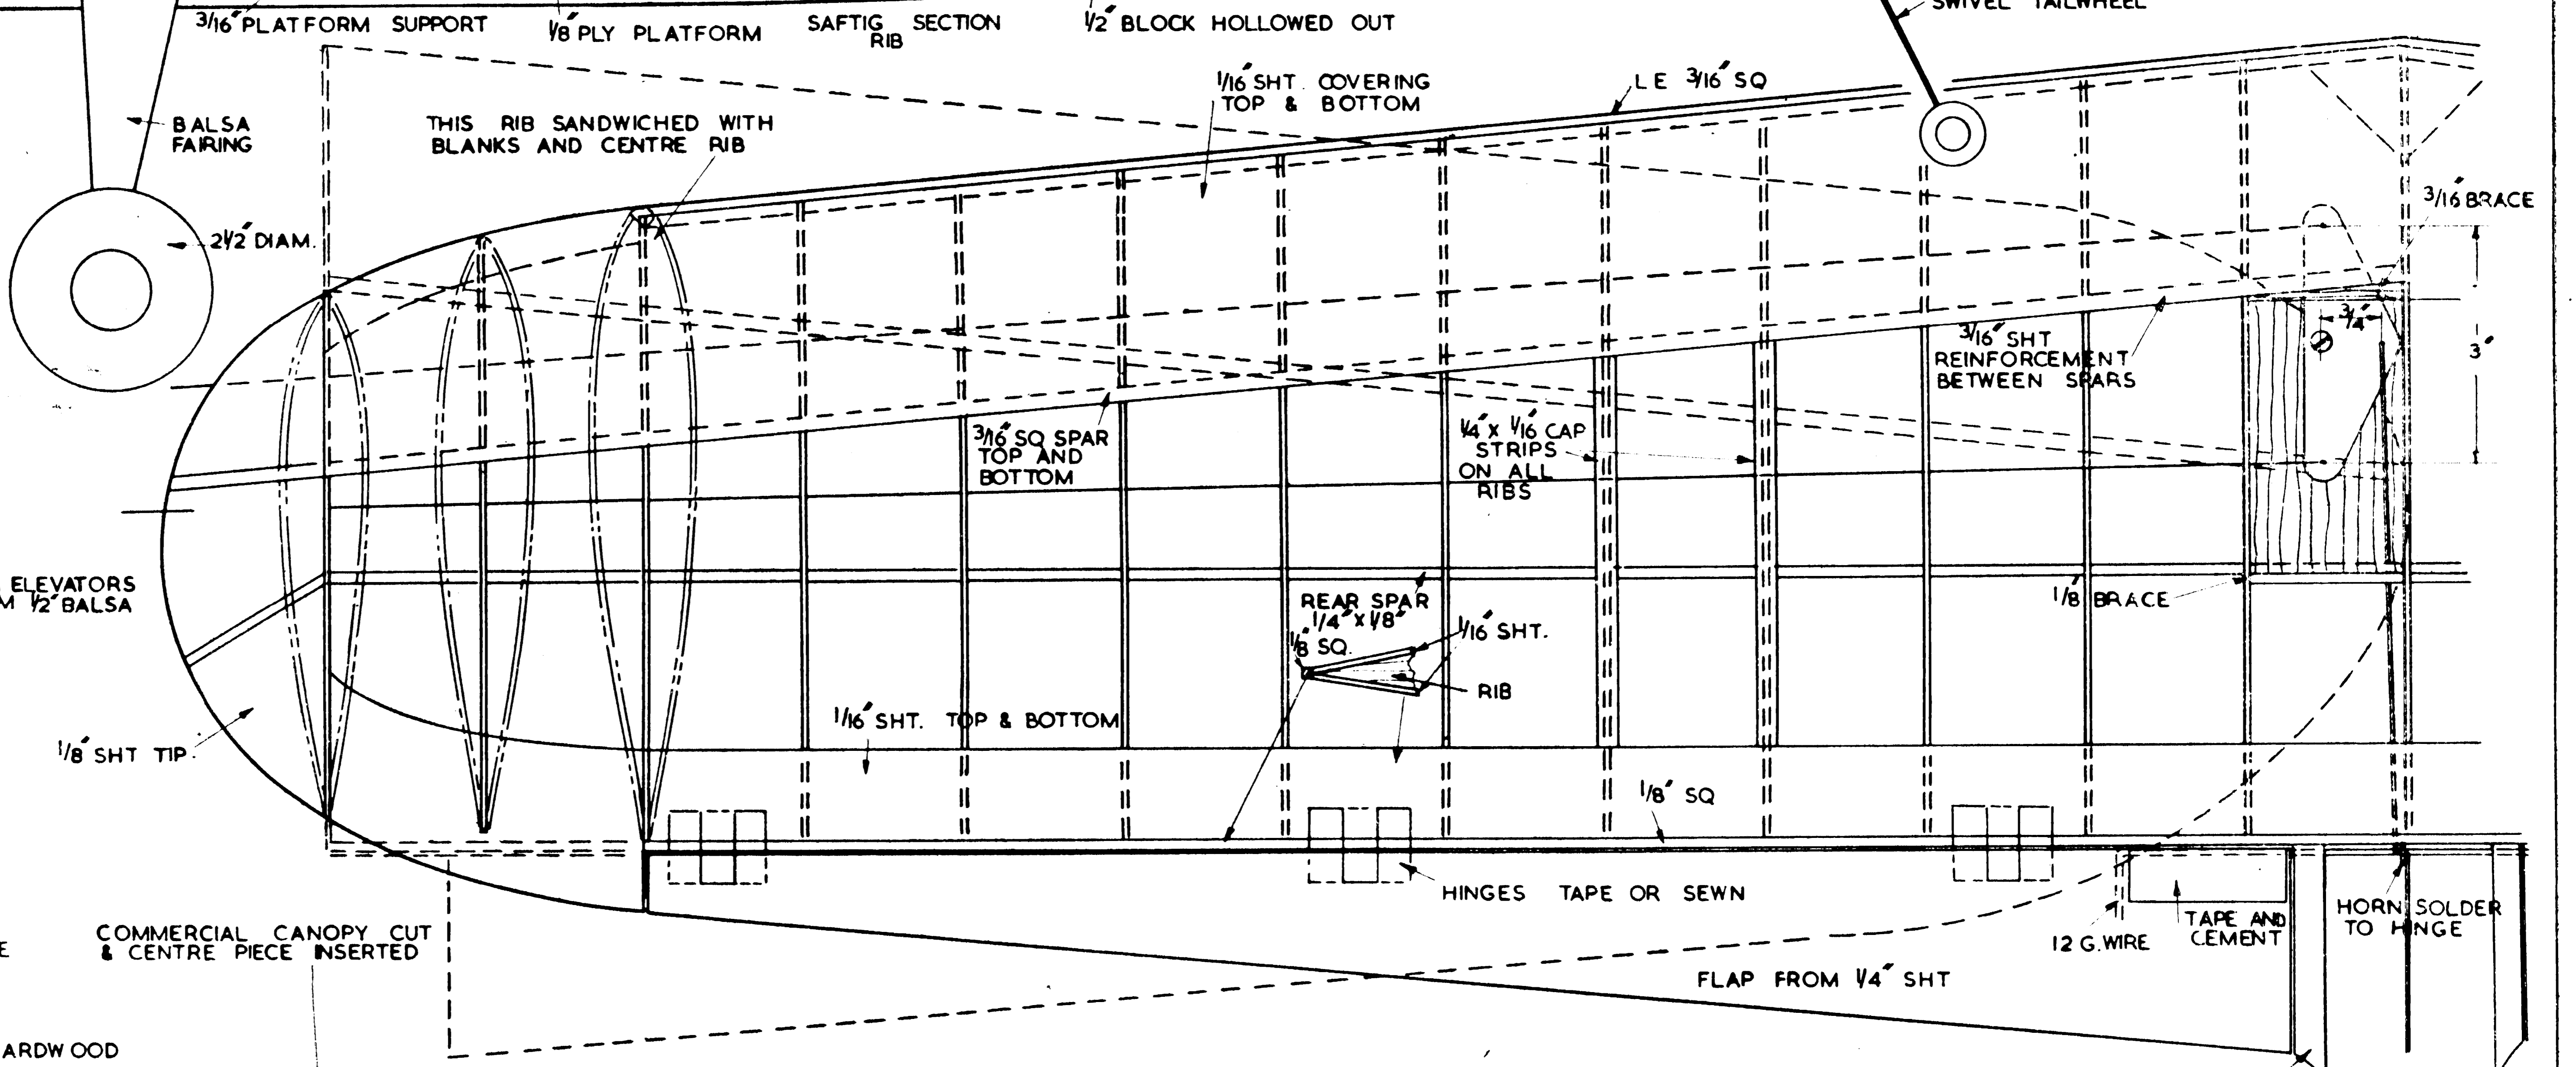 3/16" PLATFORM SUPPORT
1/8" PLY PLATFORM
SAFTIG SECTION
RIB
1/2" BLOCK HOLLOWED OUT
SWIVEL TAILWHEEL
BALSA
FAIRING
THIS RIB SANDWICHED WITH
BLANKS AND CENTRE RIB
1/16" SHT. COVERING
TOP & BOTTOM
L E 3/16" SQ
2 1/2" DIAM.
3/16" BRACE
3/4"
3"
3/16" SHT
REINFORCEMENT
BETWEEN SPARS
3/16" SQ SPAR
TOP AND
BOTTOM
1/4" x 1/16" CAP
STRIPS
ON ALL
RIBS
ELEVATORS
M 1/2" BALSA
REAR SPAR
1/4" x 1/8"
1/8" SQ.
1/16" SHT.
RIB
1/8" BRACE
1/16" SHT. TOP & BOTTOM
1/8" SHT TIP.
1/8" SQ
HINGES TAPE OR SEWN
COMMERCIAL CANOPY CUT
& CENTRE PIECE INSERTED
E
12 G. WIRE
TAPE AND
CEMENT
HORN SOLDER
TO HINGE
FLAP FROM 1/4" SHT
ARDWOOD